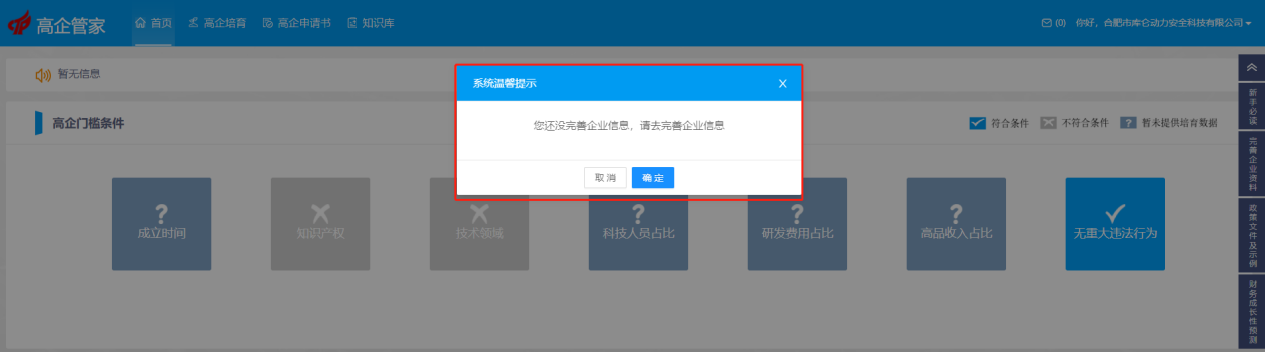 高企管家
首页
高企培育
高企申请书
知识库
(0) 你好，合肥市库仑动力安全科技有限公司
暂无信息
系统温馨提示
X
您还没完善企业信息，请去完善企业信息
取消
确定
高企门槛条件
符合条件
不符合条件
? 暂未提供培育数据
?
成立时间
知识产权
技术领域
?
科技人员占比
?
研发费用占比
?
高品收入占比
无重大违法行为
新手必读
完善企业资料
政策文件及示例
财务成长性预测